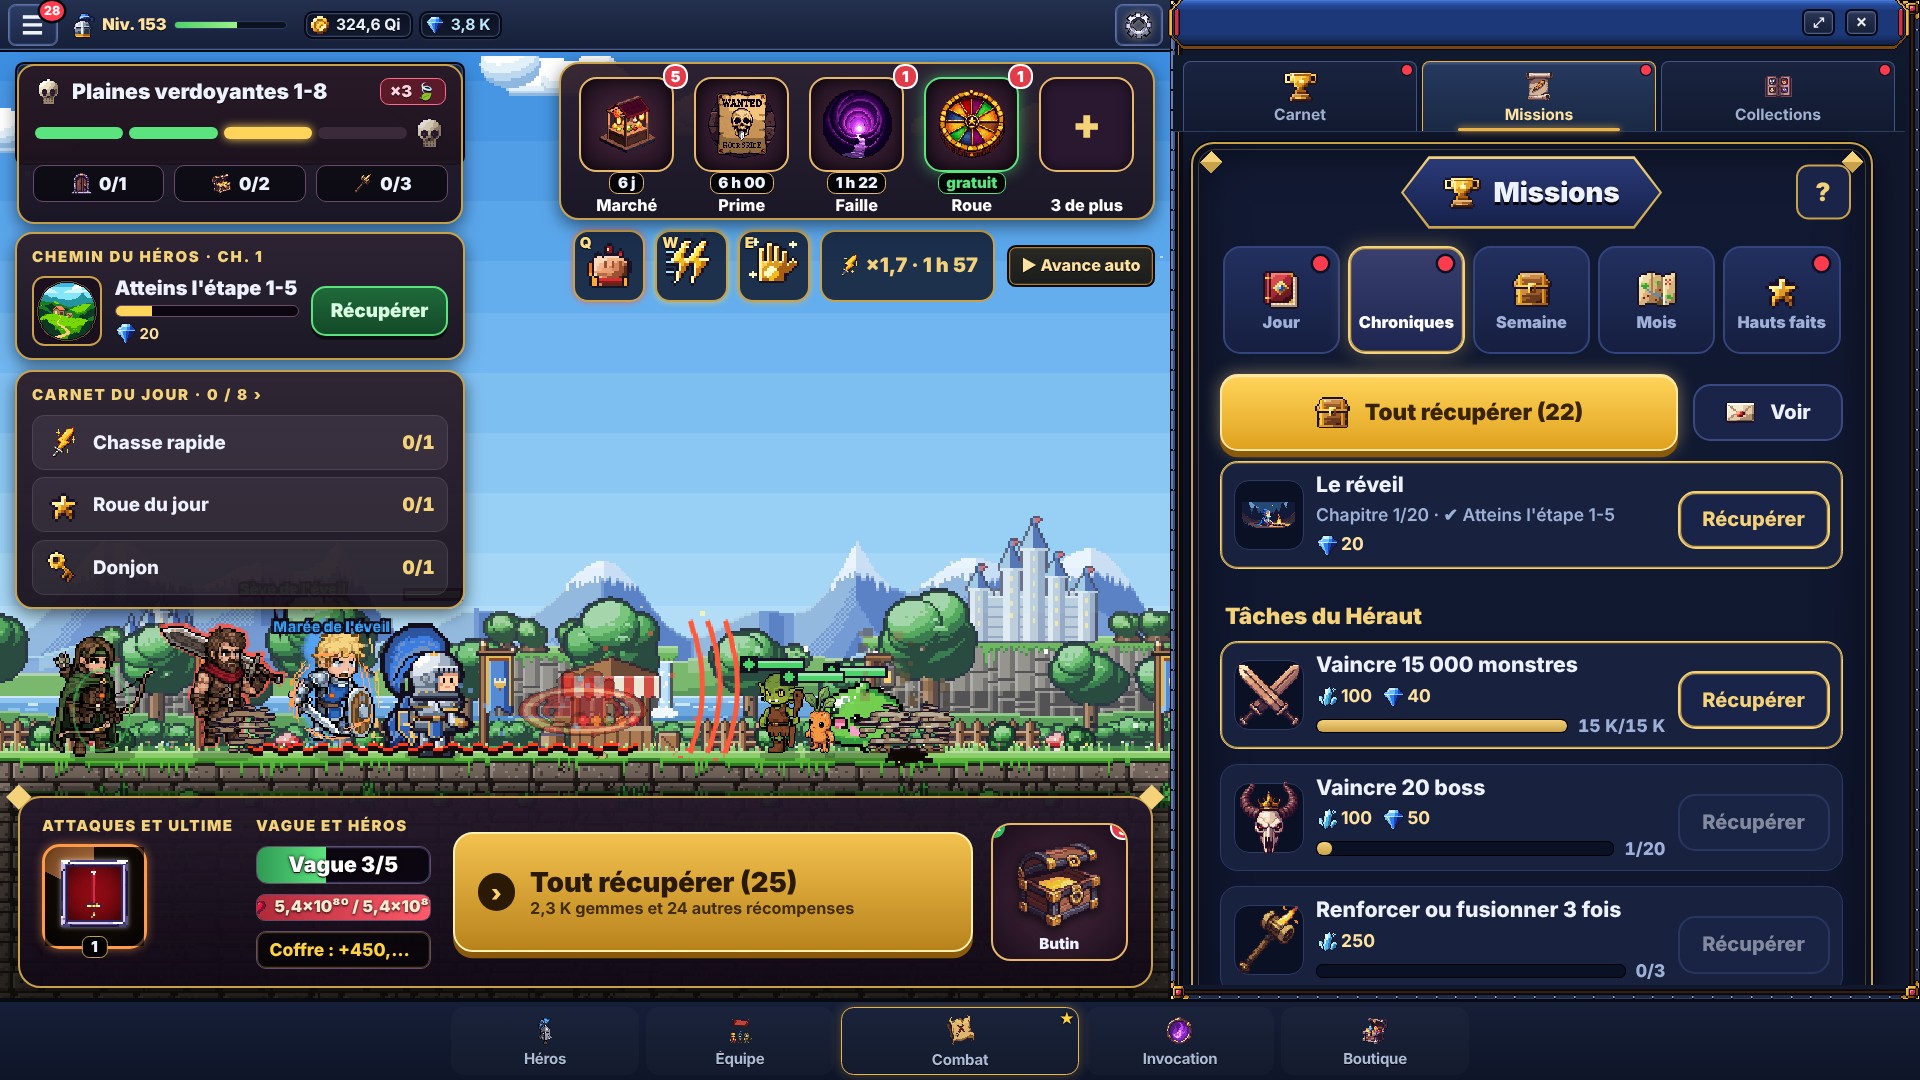 28
Niv. 153
324,6 Qi
3,8 K
Plaines verdoyantes 1-8
×3
0/1
0/2
0/3
CHEMIN DU HÉROS · CH. 1
Atteins l'étape 1-5
20
Récupérer
CARNET DU JOUR · 0 / 8 ›
Chasse rapide
0/1
Roue du jour
0/1
Donjon
0/1
5
WANTED
6 j
Marché
6 h 00
Prime
1
1 h 22
Faille
1
gratuit
Roue
+
3 de plus
Q
W
E
×1,7 · 1 h 57
Avance auto
Marée de l'éveil
ATTAQUES ET ULTIME
1
VAGUE ET HÉROS
Vague 3/5
5,4×10⁸⁰ / 5,4×10⁸
Coffre : +450,...
Tout récupérer (25)
2,3 K gemmes et 24 autres récompenses
Butin
Héros
Équipe
Combat
Invocation
Boutique
Carnet
Missions
Collections
Missions
?
Jour
Chroniques
Semaine
Mois
Hauts faits
Tout récupérer (22)
Voir
Le réveil
Chapitre 1/20 · ✔ Atteins l'étape 1-5
20
Récupérer
Tâches du Héraut
Vaincre 15 000 monstres
100 40
15 K/15 K
Récupérer
Vaincre 20 boss
100 50
1/20
Récupérer
Renforcer ou fusionner 3 fois
250
0/3
Récupérer